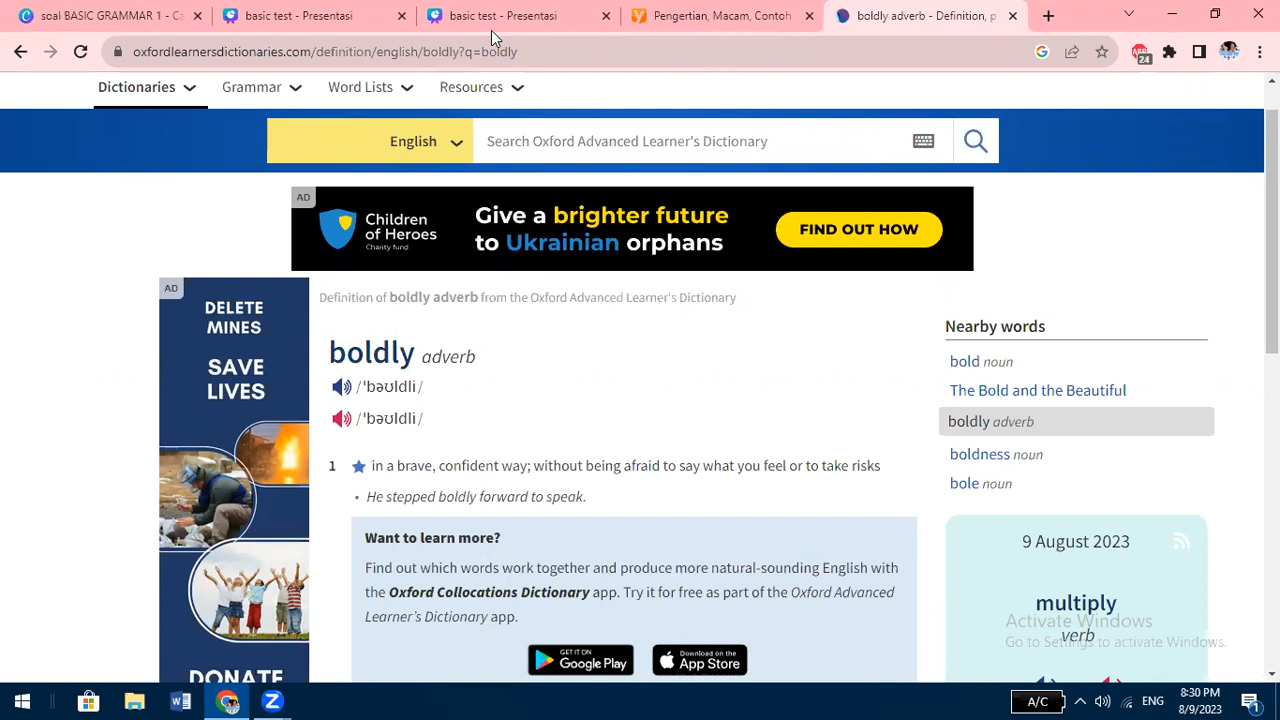 soal BASIC GRAMMAR 1 - Ca
basic test - Presentasi
basic test - Presentasi
Pengertian, Macam, Contoh
boldly adverb - Definition,
oxfordlearnersdictionaries.com/definition/english/boldly?q=boldly
24
Dictionaries
Grammar
Word Lists
Resources
English
Search Oxford Advanced Learner's Dictionary
AD
Children
of Heroes
Charity fund
Give a brighter future
to Ukrainian orphans
FIND OUT HOW
AD
DELETE
MINES
SAVE
LIVES
DONATE
Definition of boldly adverb from the Oxford Advanced Learner's Dictionary
boldly adverb
/ˈbəʊldli/
/ˈbəʊldli/
1 in a brave, confident way; without being afraid to say what you feel or to take risks
• He stepped boldly forward to speak.
Want to learn more?
Find out which words work together and produce more natural-sounding English with
the Oxford Collocations Dictionary app. Try it for free as part of the Oxford Advanced
Learner's Dictionary app.
GET IT ON
Google Play
Download on the
App Store
Nearby words
bold noun
The Bold and the Beautiful
boldly adverb
boldness noun
bole noun
9 August 2023
multiply
verb
Activate Windows
Go to Settings to activate Windows.
A/C
ENG
8:30 PM
8/9/2023
1